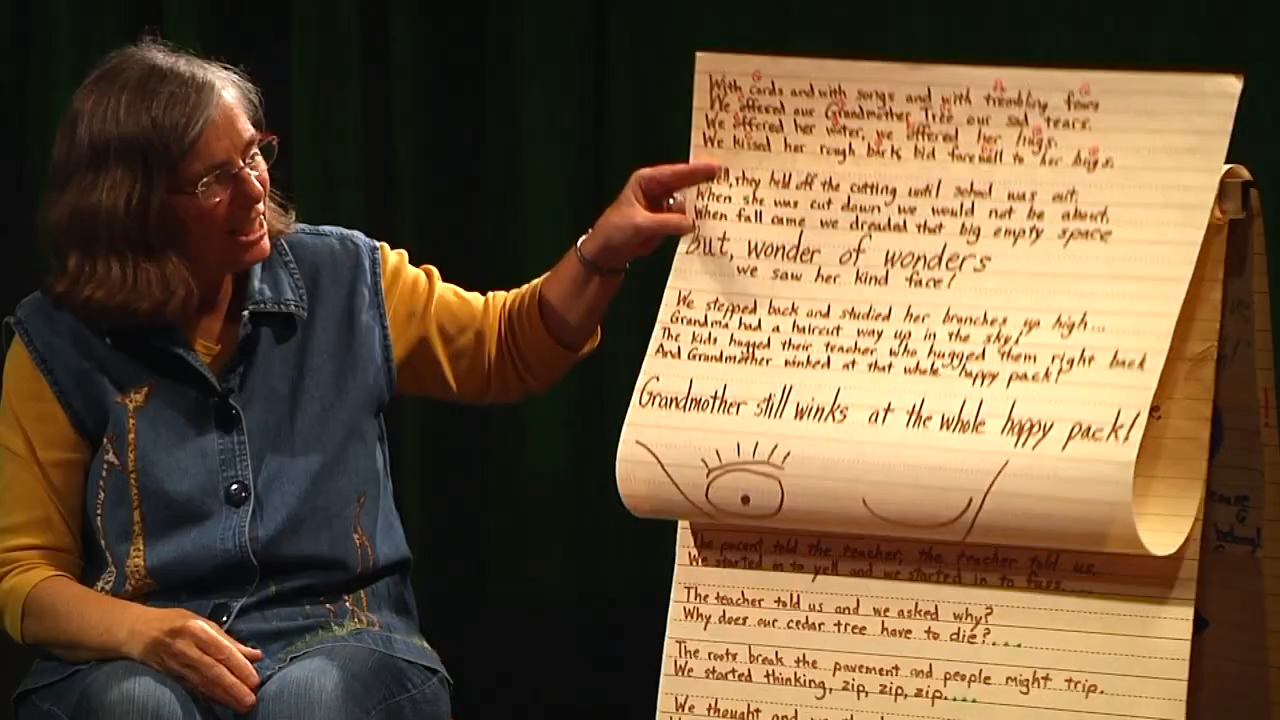 With cards and with songs and with trembling fears
We offered our Grandmother Tree our sad tears.
We offered her water, we offered her hugs.
We kissed her rough bark, bid farewell to her bugs.
Well, they held off the cutting until school was out.
When she was cut down we would not be about.
When fall came we dreaded that big empty space
But, wonder of wonders
we saw her kind face!
We stepped back and studied her branches up high...
Grandma had a haircut way up in the sky!
The kids hugged their teacher who hugged them right back
And Grandmother winked at that whole happy pack!
Grandmother still winks at the whole happy pack!
The parent told the teacher, the teacher told us.
We started in to yell and we started in to fuss....
The teacher told us and we asked why?
Why does our cedar tree have to die?....
The roots break the pavement and people might trip.
We started thinking, zip, zip, zip....
We thought and we